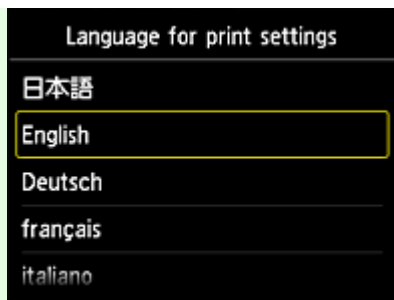 Language for print settings
日本語
English
Deutsch
français
italiano